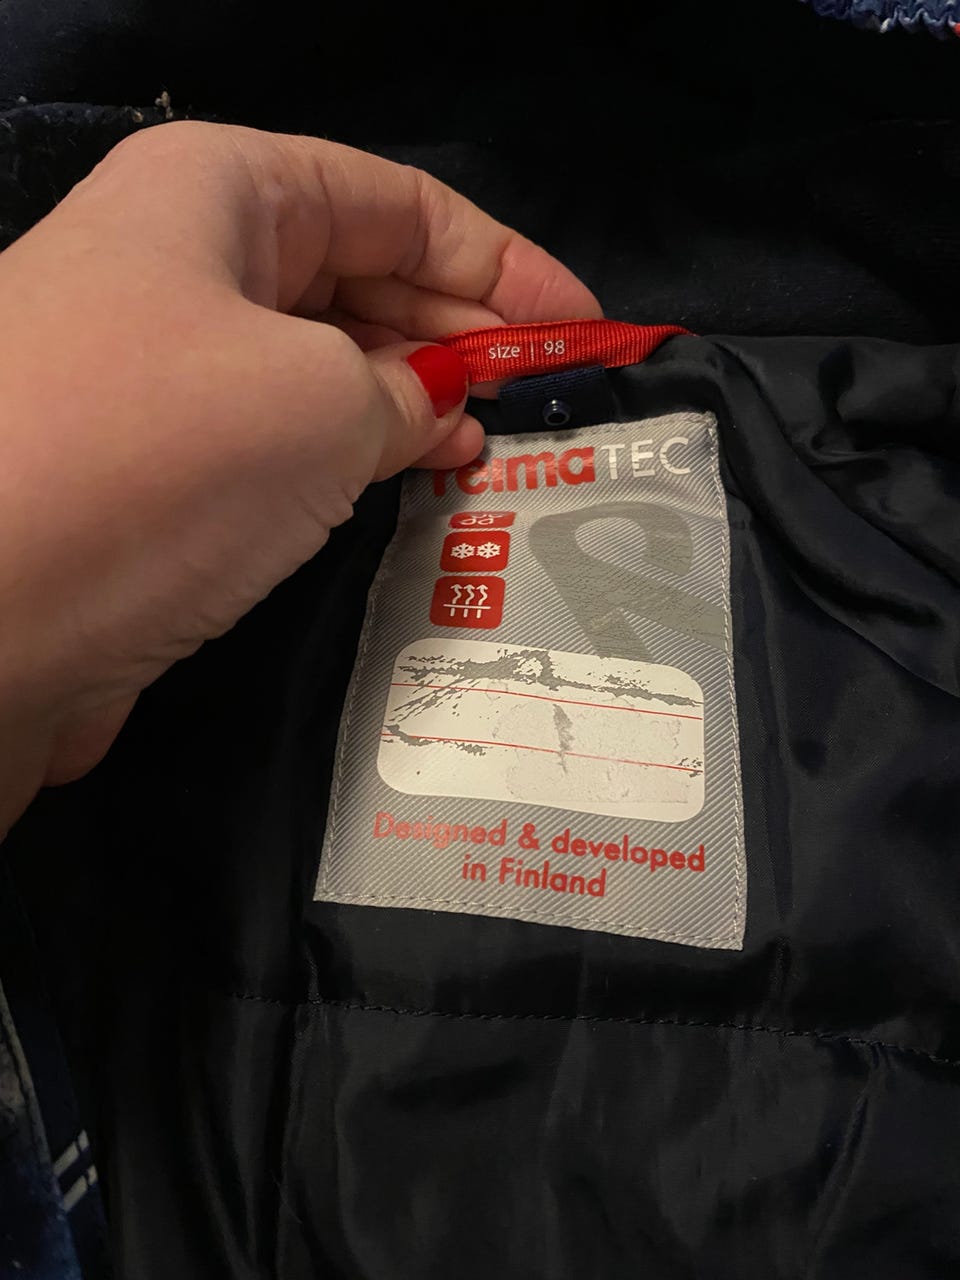 size | 98
reimaTEC
Designed & developed
in Finland